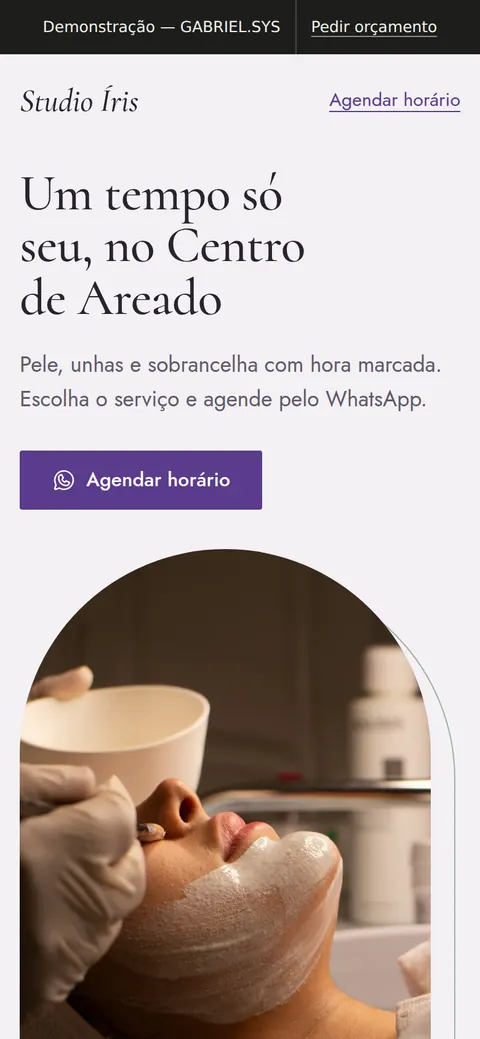 Demonstração — GABRIEL.SYS
Pedir orçamento
Studio Íris
Agendar horário
Um tempo só
seu, no Centro
de Areado
Pele, unhas e sobrancelha com hora marcada.
Escolha o serviço e agende pelo WhatsApp.
Agendar horário